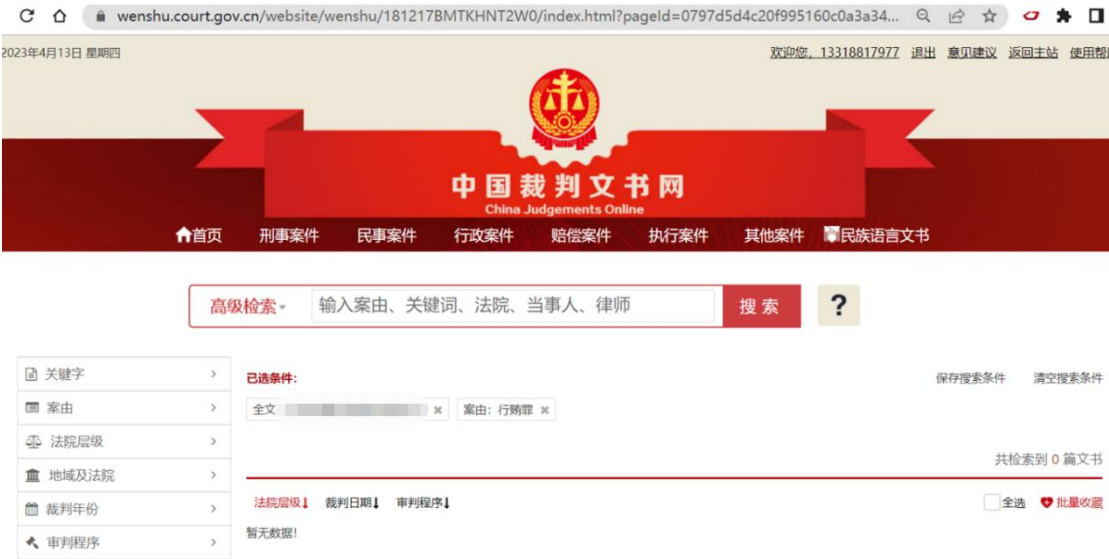 wenshu.court.gov.cn/website/wenshu/181217BMTKHNT2W0/index.html?pageId=0797d5d4c20f995160c0a3a34...
2023年4月13日 星期四
欢迎您，13318817977 退出 意见建议 返回主站 使用帮
中国裁判文书网
China Judgements Online
首页 刑事案件 民事案件 行政案件 赔偿案件 执行案件 其他案件 民族语言文书
高级检索 输入案由、关键词、法院、当事人、律师 搜索 ?
关键字
已选条件:
保存搜索条件 清空搜索条件
案由
全文
案由：行贿罪
法院层级
共检索到 0 篇文书
地域及法院
裁判年份
法院层级 裁判日期 审判程序
全选 批量收藏
审判程序
暂无数据!